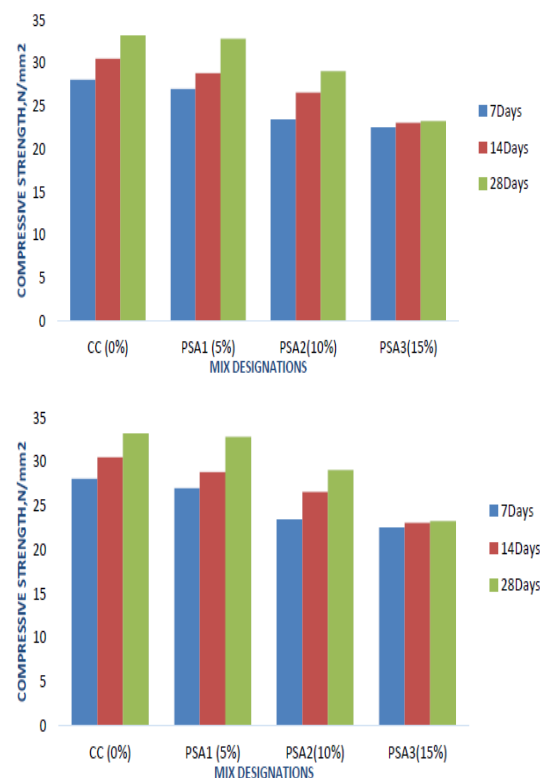 35
30
25
20
15
10
5
0
COMPRESSIVE STRENGTH,N/mm2
7Days
14Days
28Days
CC (0%) PSA1 (5%) PSA2(10%) PSA3(15%)
MIX DESIGNATIONS
35
30
25
20
15
10
5
0
COMPRESSIVE STRENGTH,N/mm2
7Days
14Days
28Days
CC (0%) PSA1 (5%) PSA2(10%) PSA3(15%)
MIX DESIGNATIONS